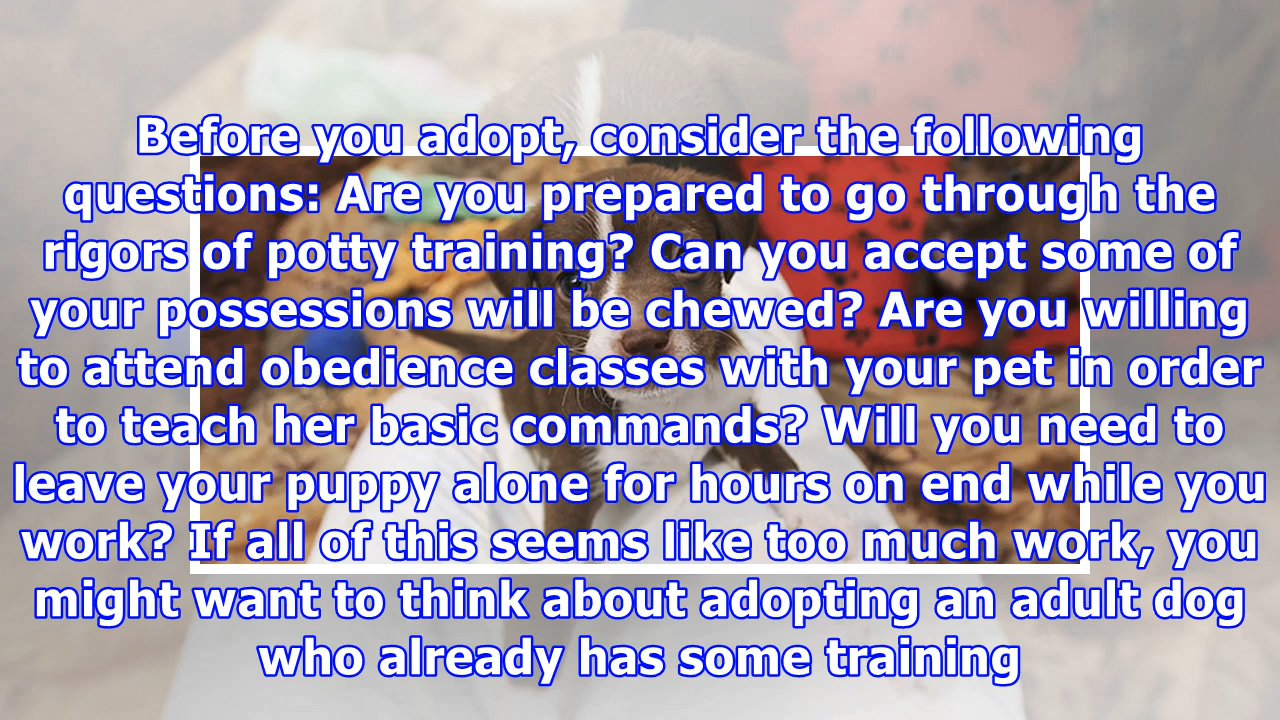 Before you adopt, consider the following
questions: Are you prepared to go through the
rigors of potty training? Can you accept some of
your possessions will be chewed? Are you willing
to attend obedience classes with your pet in order
to teach her basic commands? Will you need to
leave your puppy alone for hours on end while you
work? If all of this seems like too much work, you
might want to think about adopting an adult dog
who already has some training